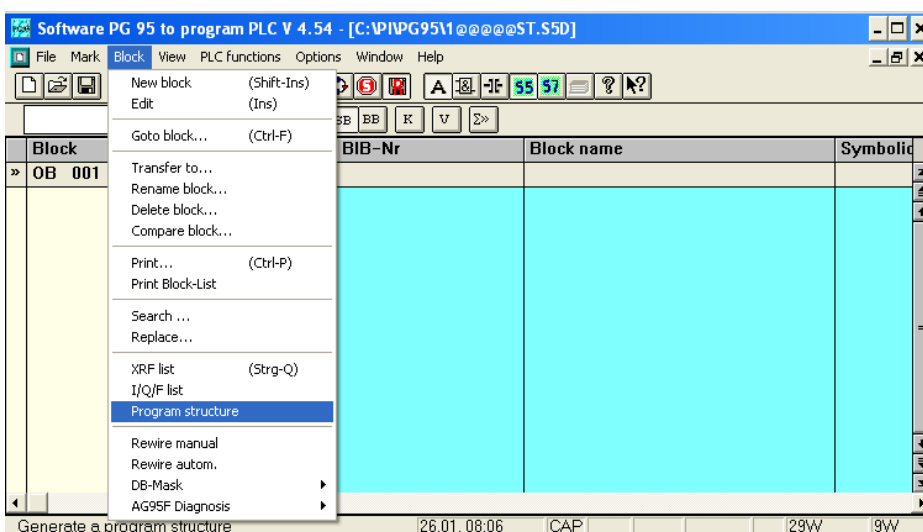 Software PG 95 to program PLC V 4.54 - [C:\PI\PG95\1@@@@@ST.S5D]
File Mark Block View PLC functions Options Window Help
A & S5 S7 ? ?
BB K V Σ»
Block BIB-Nr Block name Symbolic
» OB 001
New block (Shift-Ins)
Edit (Ins)
Goto block... (Ctrl-F)
Transfer to...
Rename block...
Delete block...
Compare block...
Print... (Ctrl-P)
Print Block-List
Search ...
Replace...
XRF list (Strg-Q)
I/Q/F list
Program structure
Rewire manual
Rewire autom.
DB-Mask
AG95F Diagnosis
Generate a program structure 26.01. 08:06 CAP 29W 9W